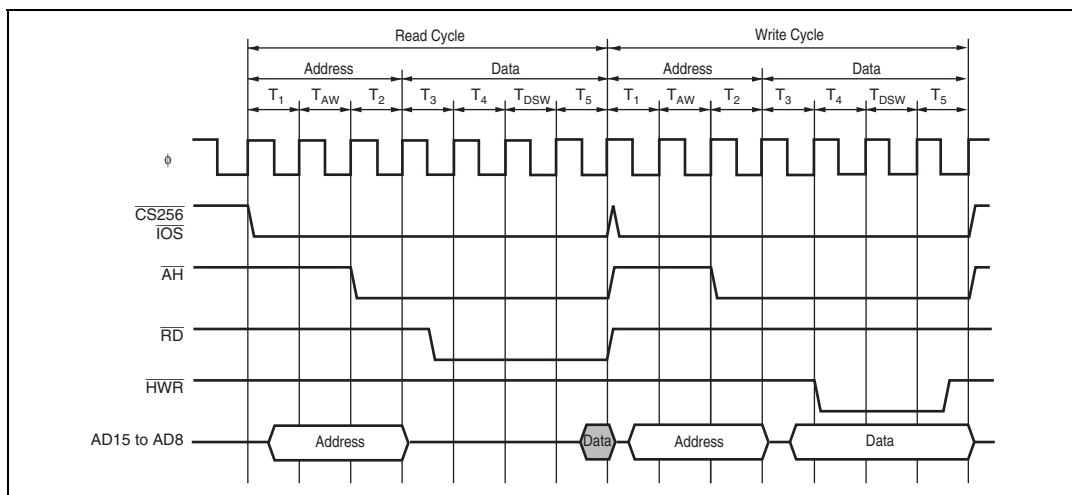 Read Cycle Write Cycle
Address Data Address Data
T1 TAW T2 T3 T4 TDSW T5 T1 TAW T2 T3 T4 TDSW T5
ϕ
CS256
IOS
AH
RD
HWR
AD15 to AD8 Address Data Address Data